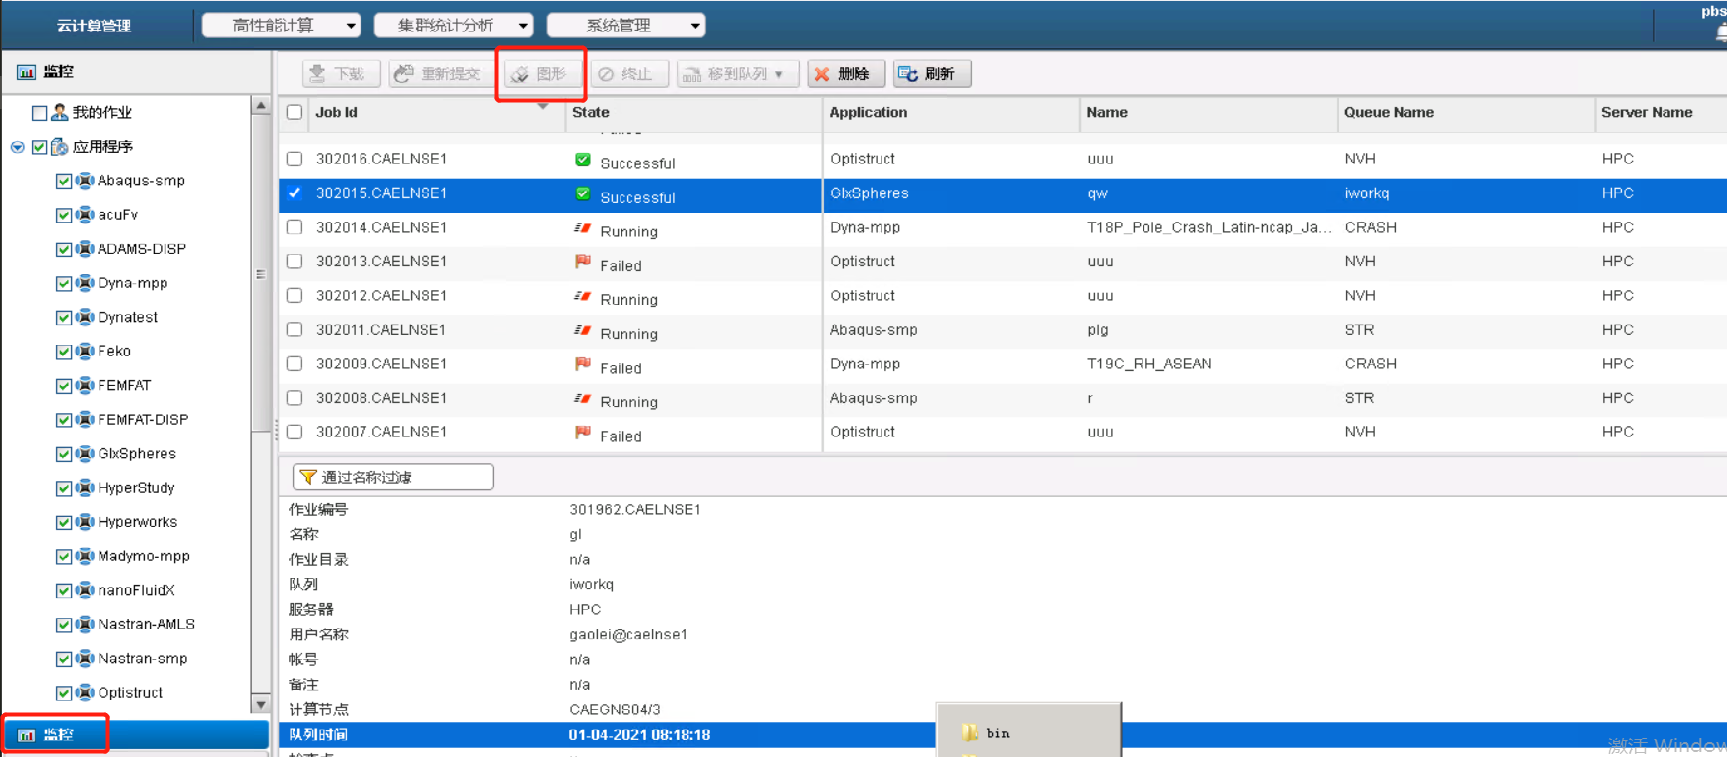 云计算管理 高性能计算 集群统计分析 系统管理 pbs
监控 下载 重新提交 图形 终止 移到队列 删除 刷新
我的作业
应用程序
Abaqus-smp
acuFv
ADAMS-DISP
Dyna-mpp
Dynatest
Feko
FEMFAT
FEMFAT-DISP
GlxSpheres
HyperStudy
Hyperworks
Madymo-mpp
nanoFluidX
Nastran-AMLS
Nastran-smp
Optistruct
监控
Job Id State Application Name Queue Name Server Name
302016.CAELNSE1 Successful Optistruct uuu NVH HPC
302015.CAELNSE1 Successful GlxSpheres qw iworkq HPC
302014.CAELNSE1 Running Dyna-mpp T18P_Pole_Crash_Latin-ncap_Ja... CRASH HPC
302013.CAELNSE1 Failed Optistruct uuu NVH HPC
302012.CAELNSE1 Running Optistruct uuu NVH HPC
302011.CAELNSE1 Running Abaqus-smp plg STR HPC
302009.CAELNSE1 Failed Dyna-mpp T19C_RH_ASEAN CRASH HPC
302008.CAELNSE1 Running Abaqus-smp r STR HPC
302007.CAELNSE1 Failed Optistruct uuu NVH HPC
通过名称过滤
作业编号 301962.CAELNSE1
名称 gl
作业目录 n/a
队列 iworkq
服务器 HPC
用户名称 gaolei@caelnse1
帐号 n/a
备注 n/a
计算节点 CAEGNS04/3
队列时间 01-04-2021 08:18:18
bin
激活 Window